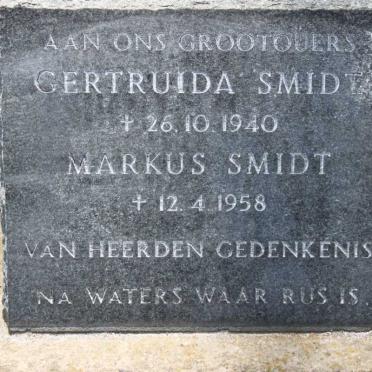 AAN ONS GROOTOUERS
GERTRUIDA SMIDT
† 26.10.1940
MARKUS SMIDT
† 12.4.1958
VAN HEERDEN GEDENKENIS
NA WATERS WAAR RUS IS.